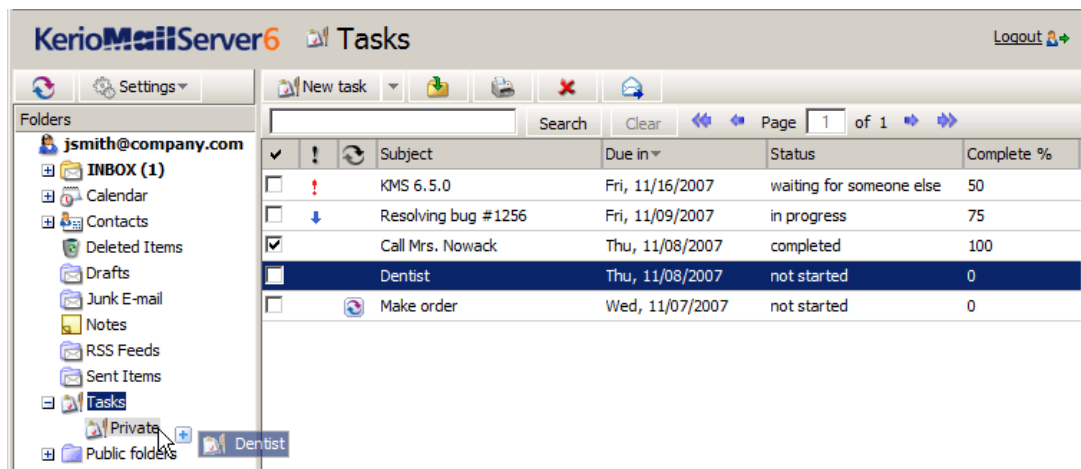 KerioMailServer6 Tasks Logout
Settings New task
Folders Search Clear Page 1 of 1
jsmith@company.com
! Subject Due in Status Complete %
INBOX (1)
! KMS 6.5.0 Fri, 11/16/2007 waiting for someone else 50
Calendar
Contacts
Resolving bug #1256 Fri, 11/09/2007 in progress 75
Deleted Items
Call Mrs. Nowack Thu, 11/08/2007 completed 100
Drafts
Dentist Thu, 11/08/2007 not started 0
Junk E-mail
Make order Wed, 11/07/2007 not started 0
Notes
RSS Feeds
Sent Items
Tasks
Private
Dentist
Public folders